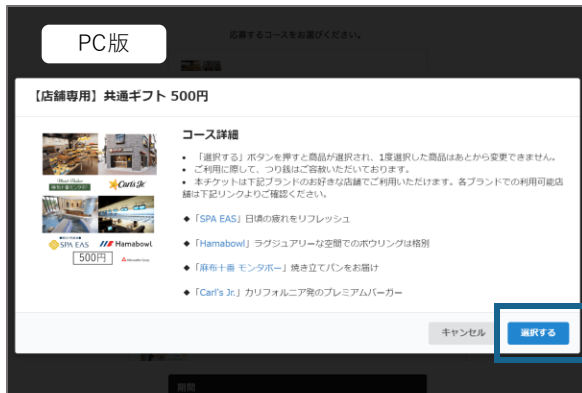 PC版
応募するコースをお選びください。
【店舗専用】共通ギフト 500円
コース詳細
• 「選択する」ボタンを押すと商品が選択され、1度選択した商品はあとから変更できません。
• ご利用に際して、つり銭はご容赦いただいております。
• 本チケットは下記ブランドのお好きな店舗でご利用いただけます。各ブランドでの利用可能店
舗は下記リンクよりご確認ください。
◆「SPA EAS」日頃の疲れをリフレッシュ
◆「Hamabowl」ラグジュアリーな空間でのボウリングは格別
◆「麻布十番 モンタボー」焼き立てパンをお届け
◆「Carl's Jr.」カリフォルニア発のプレミアムバーガー
麻布十番モンタボー
Carl's Jr.
SPA EAS
Hamabowl
500円
キャンセル
選択する
期間